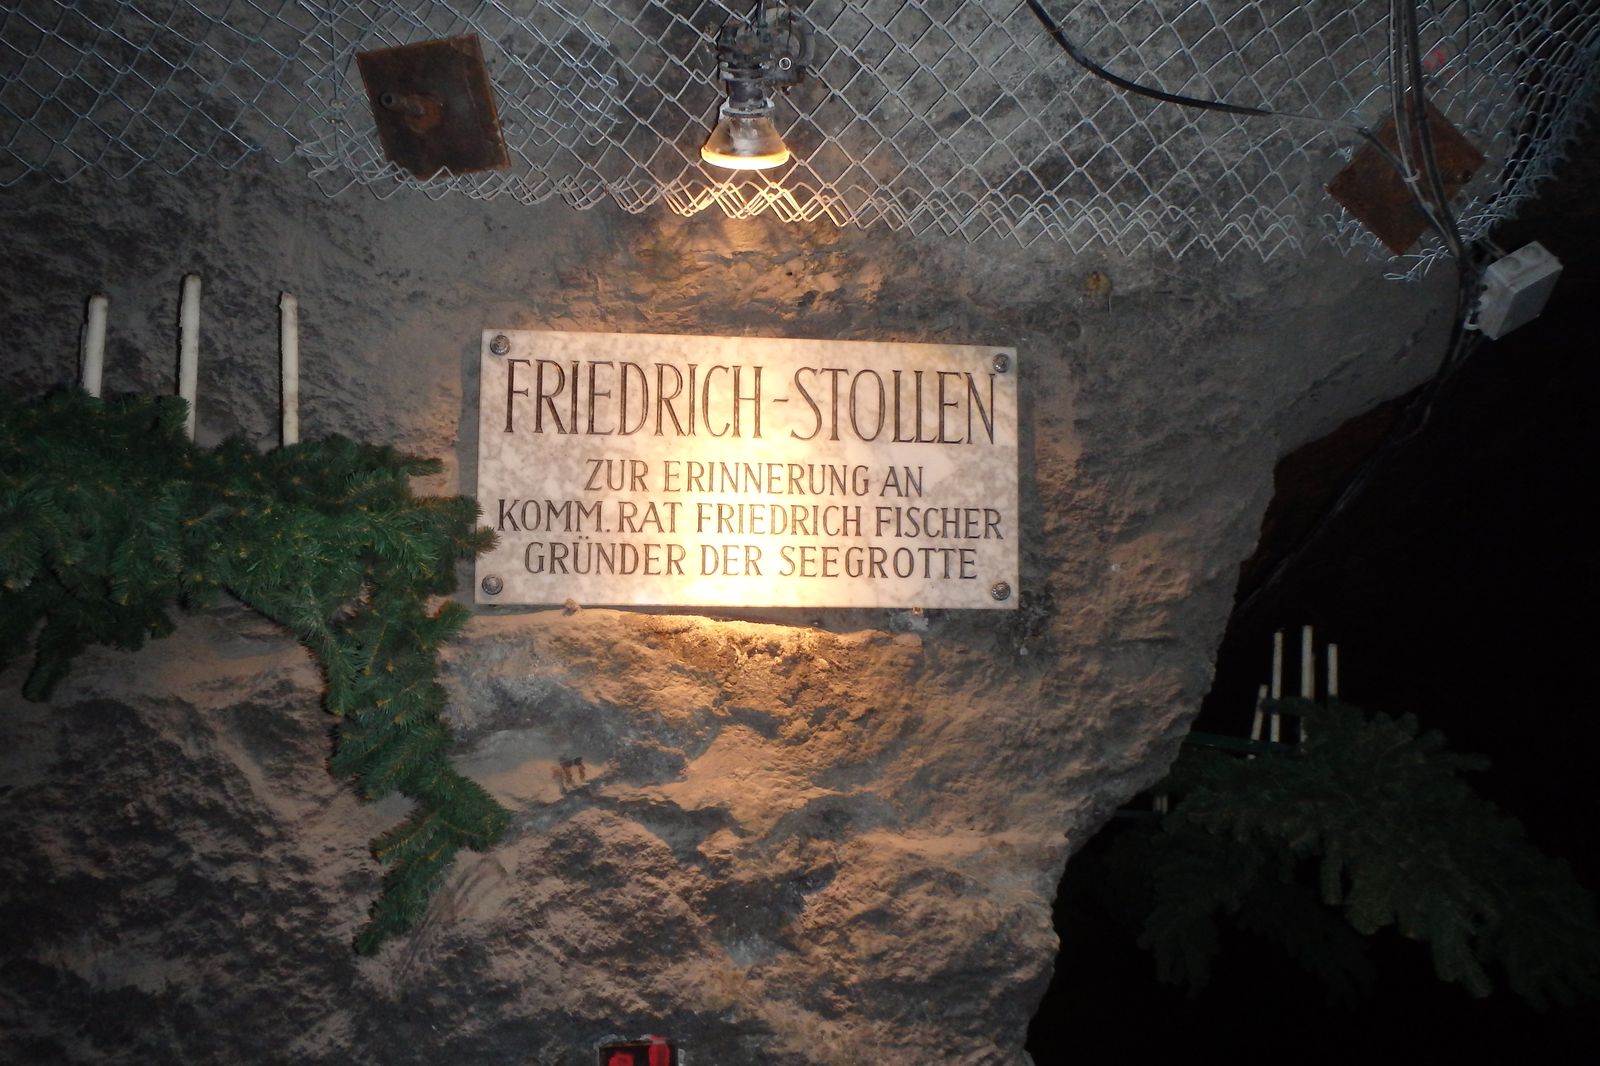 FRIEDRICH-STOLLEN
ZUR ERINNERUNG AN
KOMM. RAT FRIEDRICH FISCHER
GRÜNDER DER SEEGROTTE